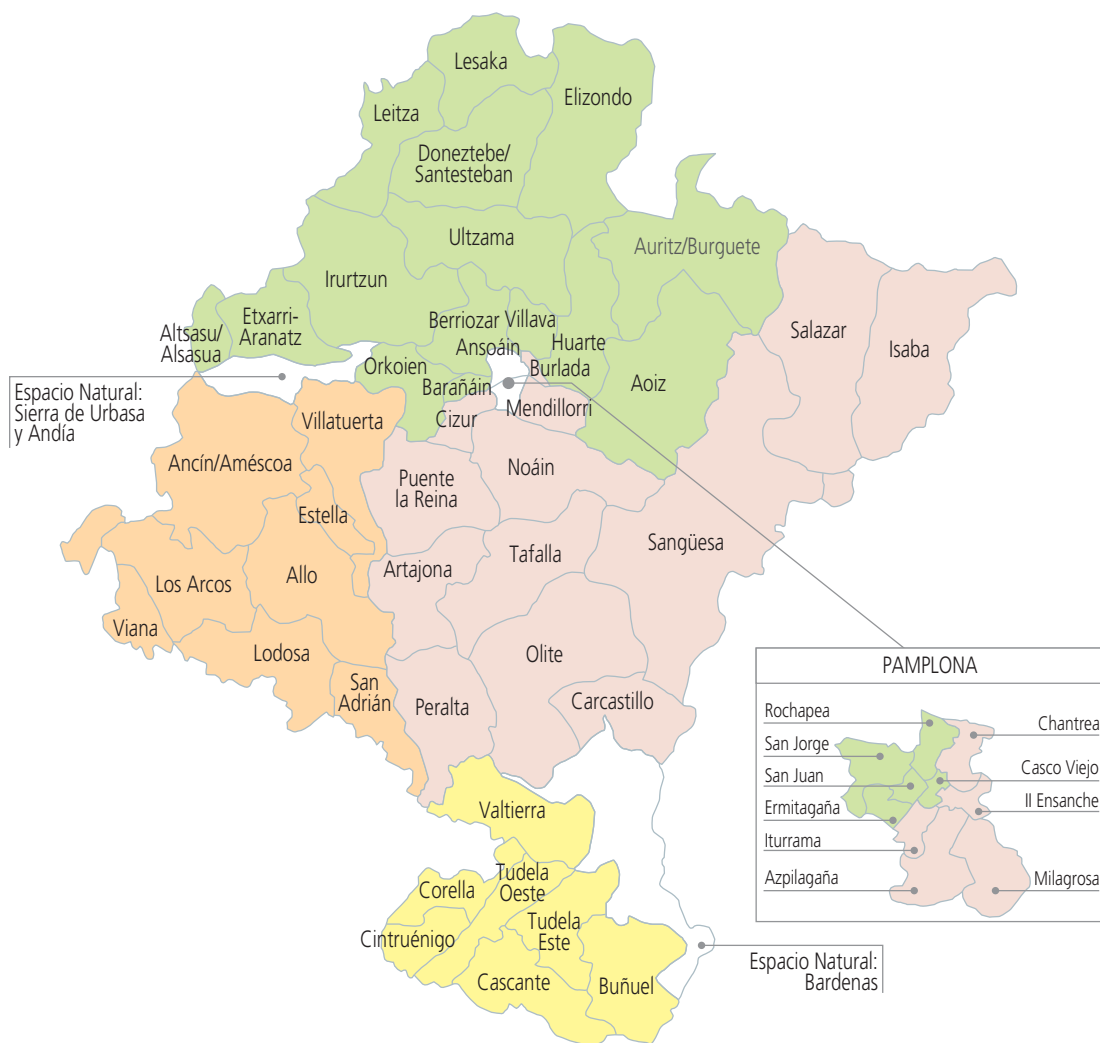 Lesaka
Elizondo
Leitza
Doneztebe/
Santesteban
Ultzama
Auritz/Burguete
Irurtzun
Salazar
Isaba
Etxarri-
Aranatz
Altsasu/
Alsasua
Berriozar
Villava
Ansoáin
Huarte
Burlada
Orkoien
Barañáin
Aoiz
Espacio Natural:
Sierra de Urbasa
y Andía
Villatuerta
Cizur
Mendillorri
Ancín/Améscoa
Puente
la Reina
Noáin
Estella
Sangüesa
Tafalla
Artajona
Allo
Los Arcos
Viana
Lodosa
Olite
San
Adrián
Peralta
Carcastillo
PAMPLONA
Rochapea
Chantrea
San Jorge
Casco Viejo
San Juan
II Ensanche
Ermitagaña
Iturrama
Azpilagaña
Milagrosa
Valtierra
Tudela
Oeste
Corella
Tudela
Este
Cintruénigo
Cascante
Buñuel
Espacio Natural:
Bardenas